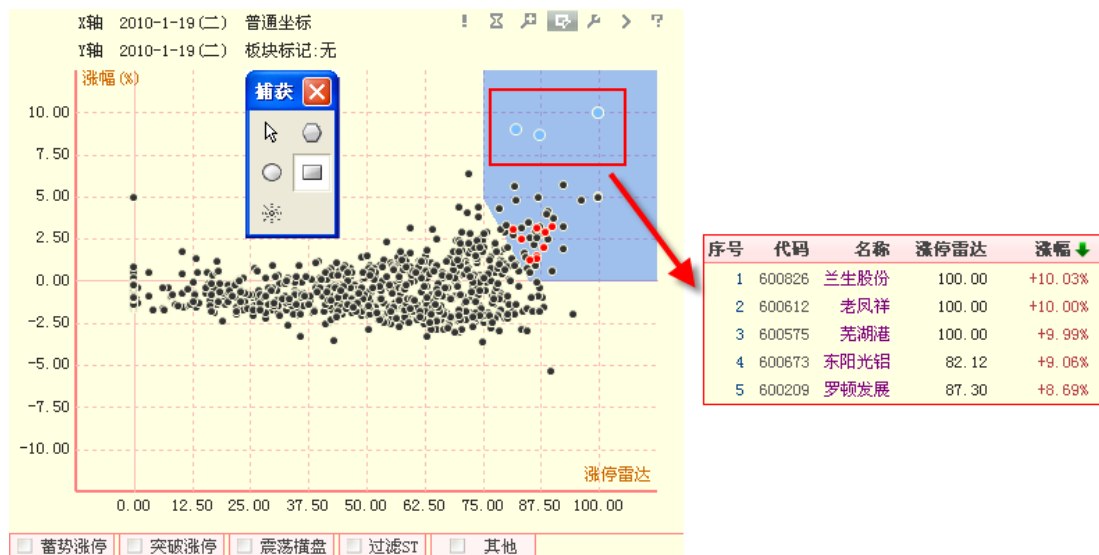 X轴 2010-1-19(二) 普通坐标
Y轴 2010-1-19(二) 板块标记:无
涨幅(%)
捕获
10.00
7.50
5.00
2.50
0.00
-2.50
-5.00
-7.50
-10.00
涨停雷达
0.00 12.50 25.00 37.50 50.00 62.50 75.00 87.50 100.00
蓄势涨停 突破涨停 震荡横盘 过滤ST 其他
序号 代码 名称 涨停雷达 涨幅
1 600826 兰生股份 100.00 +10.03%
2 600612 老凤祥 100.00 +10.00%
3 600575 芜湖港 100.00 +9.99%
4 600673 东阳光铝 82.12 +9.06%
5 600209 罗顿发展 87.30 +8.69%